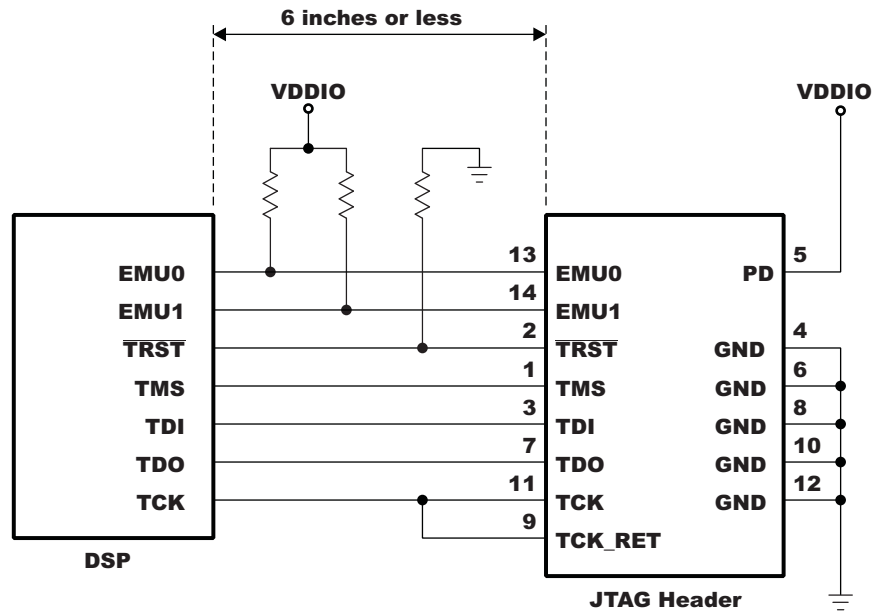 6 inches or less
VDDIO
VDDIO
EMU0
EMU1
TRST
TMS
TDI
TDO
TCK
DSP
13
14
2
1
3
7
11
9
EMU0
EMU1
TRST
TMS
TDI
TDO
TCK
TCK_RET
PD
GND
GND
GND
GND
GND
5
4
6
8
10
12
JTAG Header